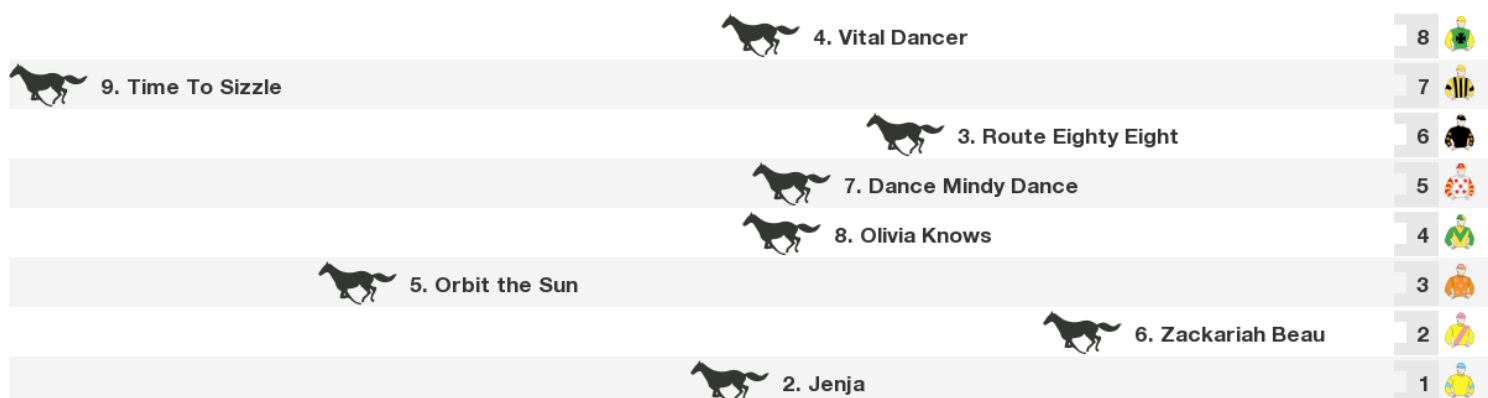 4. Vital Dancer 8
9. Time To Sizzle 7
3. Route Eighty Eight 6
7. Dance Mindy Dance 5
8. Olivia Knows 4
5. Orbit the Sun 3
6. Zackariah Beau 2
2. Jenja 1